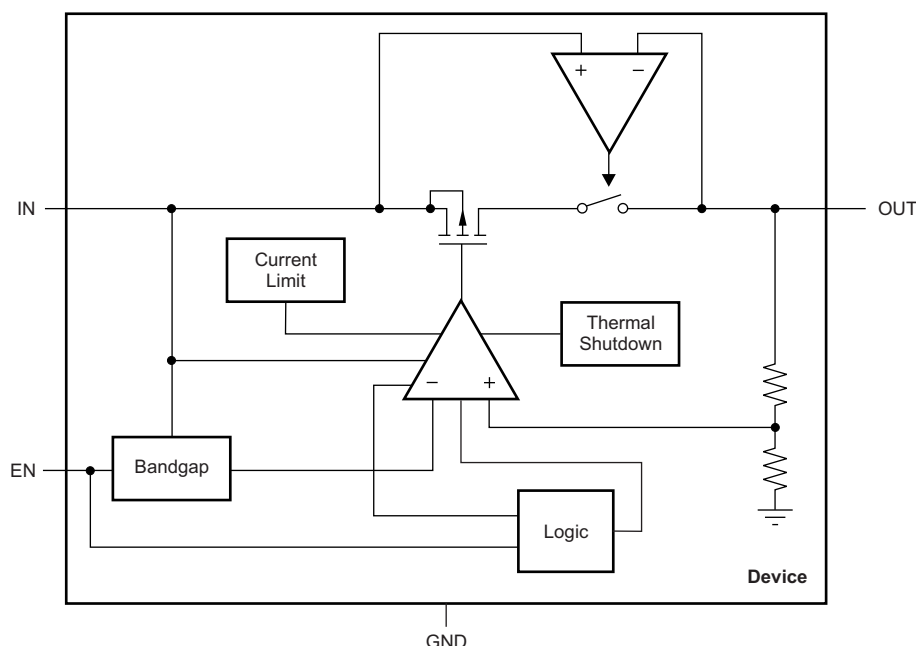 + −
IN
OUT
Current
Limit
Thermal
Shutdown
− +
EN
Bandgap
Logic
Device
GND